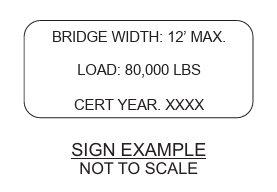 BRIDGE WIDTH: 12' MAX.
LOAD: 80,000 LBS
CERT YEAR. XXXX
SIGN EXAMPLE
NOT TO SCALE